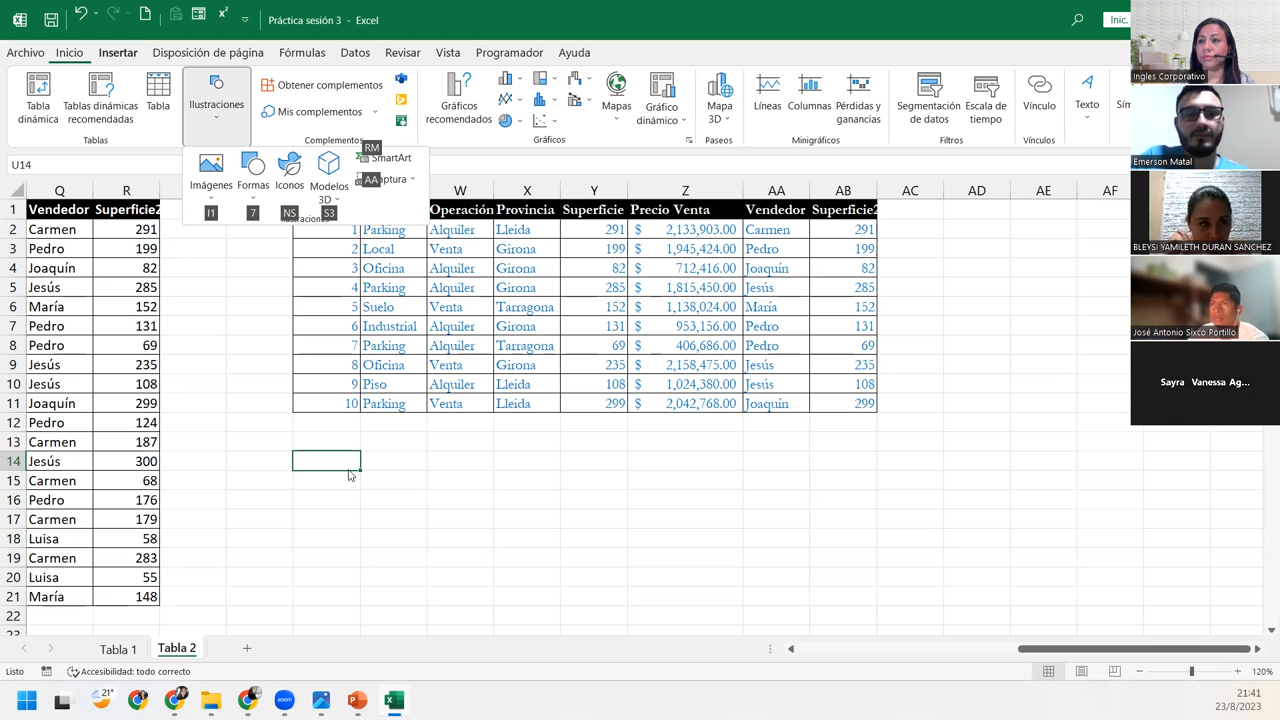 Práctica sesión 3 - Excel
Inic.
Archivo Inicio Disposición de página Fórmulas Datos Revisar Ayuda
Tabla dinámica
Tablas dinámicas recomendadas
Tabla
Tablas
Ilustraciones
Obtener complementos
Mis complementos
Complementos
Gráficos recomendados
Mapas
Gráfico dinámico
Gráficos
Mapa 3D
Paseos
Líneas
Columnas
Pérdidas y ganancias
Minigráficos
Segmentación de datos
Escala de tiempo
Filtros
Vínculo
Vínculos
Texto
Imágenes
Formas
Iconos
Modelos 3D
SmartArt
RM
AA
I1
7
NS
S3
U14
Q R W X Y Z AA AB AC AD AE AF
1 Vendedor Superficie2 Provincia Superficie Superficie2
2 Carmen 291 1 Parking Alquiler Lleida 291 $ 2,133,903.00 Carmen 291
3 Pedro 199 2 Local Venta Girona 199 $ 1,945,424.00 Pedro 199
4 Joaquín 82 3 Oficina Alquiler Girona 82 $ 712,416.00 Joaquín 82
5 Jesús 285 4 Parking Alquiler Girona 285 $ 1,815,450.00 Jesús 285
6 María 152 5 Suelo Venta Tarragona 152 $ 1,138,024.00 María 152
7 Pedro 131 6 Industrial Alquiler Girona 131 $ 953,156.00 Pedro 131
8 Pedro 69 7 Parking Alquiler Tarragona 69 $ 406,686.00 Pedro 69
9 Jesús 235 8 Oficina Venta Girona 235 $ 2,158,475.00 Jesús 235
10 Jesús 108 9 Piso Alquiler Lleida 108 $ 1,024,380.00 Jesús 108
11 Joaquín 299 10 Parking Venta Lleida 299 $ 2,042,768.00 Joaquín 299
12 Pedro 124
13 Carmen 187
14 Jesús 300
15 Carmen 68
16 Pedro 176
17 Carmen 179
18 Luisa 58
19 Carmen 283
20 Luisa 55
21 María 148
22
Ingles Corporativo
Emerson Matal
BLEYSI YAMILETH DURAN SANCHEZ
José Antonio Sixco Portillo
Sayra Vanessa Ag...
Tabla 1 Tabla 2
Listo
Accesibilidad: todo correcto
120%
21°
21:41
23/8/2023